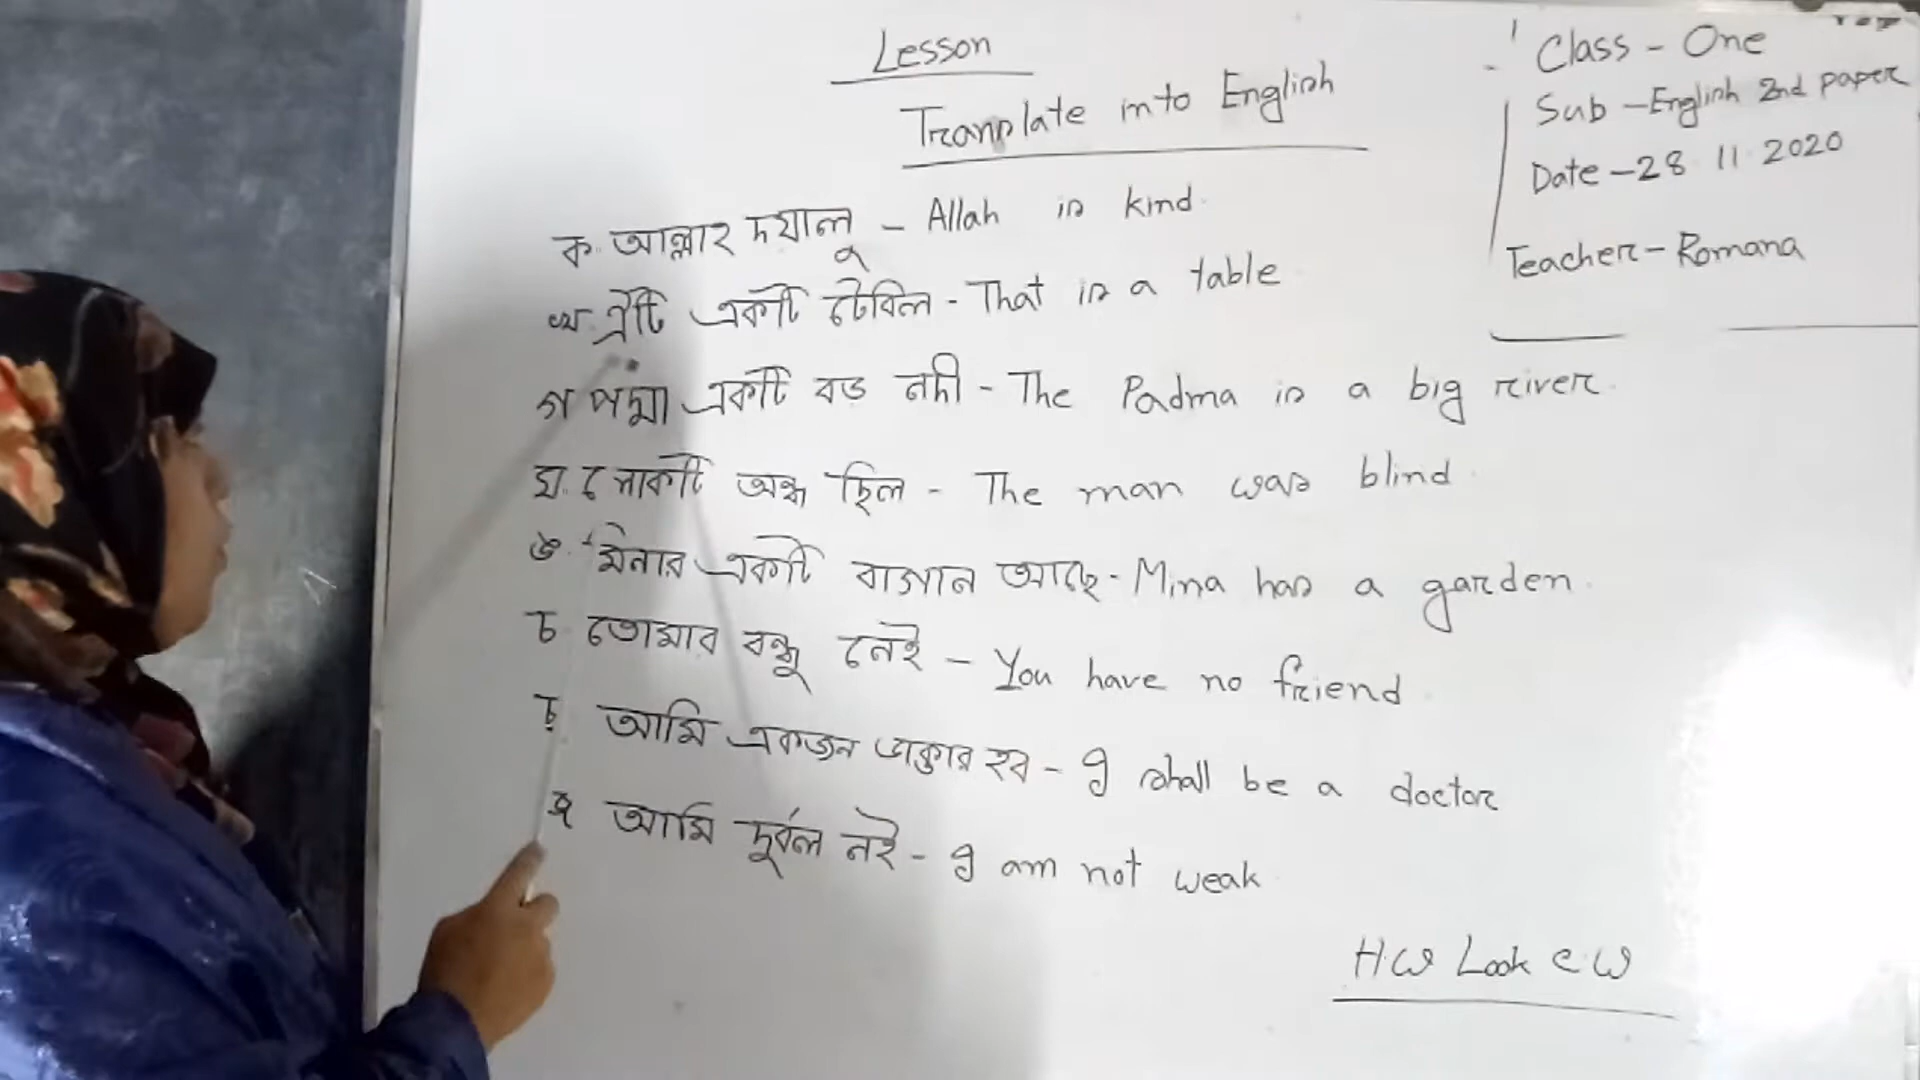 Lesson
Translate into English
Class - One
Sub - English 2nd paper
Date - 28 11 2020
Teacher - Romana
ক. আল্লাহ দয়ালু - Allah is kind.
খ. ঐটি একটি টেবিল - That is a table
গ পদ্মা একটি বড় নদী - The Padma is a big river.
ঘ. লোকটি অন্ধ ছিল - The man was blind.
ঙ. মিনার একটি বাগান আছে - Mina has a garden.
চ তোমার বন্ধু নেই - You have no friend.
চ আমি একজন ডাক্তার হব - I shall be a doctor
জ আমি দুর্বল নই - I am not weak.
H.W Look C.W